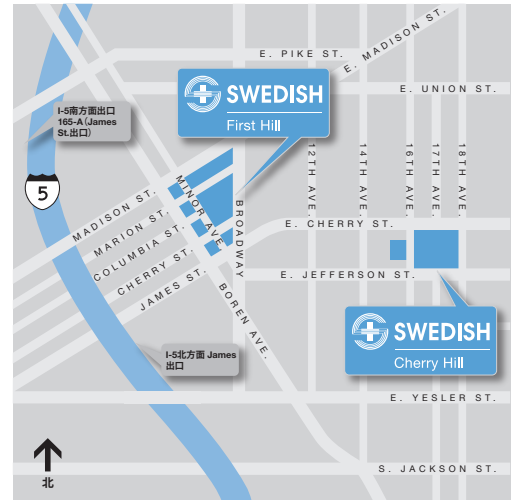 E. PIKE ST.
E. MADISON ST.
E. UNION ST.
I-5南方面出口
165-A（James
St.出口）
SWEDISH
First Hill
5
12TH AVE.
14TH AVE.
16TH AVE.
17TH AVE.
18TH AVE.
MADISON ST.
MARION ST.
COLUMBIA ST.
CHERRY ST.
JAMES ST.
MINOR AVE.
BROADWAY
BOREN AVE.
E. CHERRY ST.
E. JEFFERSON ST.
SWEDISH
Cherry Hill
I-5北方面 James
出口
E. YESLER ST.
S. JACKSON ST.
北